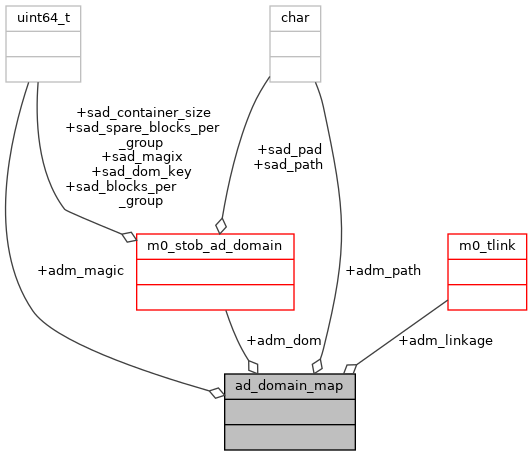 uint64_t
char
+sad_container_size
+sad_spare_blocks_per
_group
+sad_magix
+sad_dom_key
+sad_blocks_per
_group
+sad_pad
+sad_path
m0_stob_ad_domain
m0_tlink
+adm_magic
+adm_path
+adm_dom
+adm_linkage
ad_domain_map